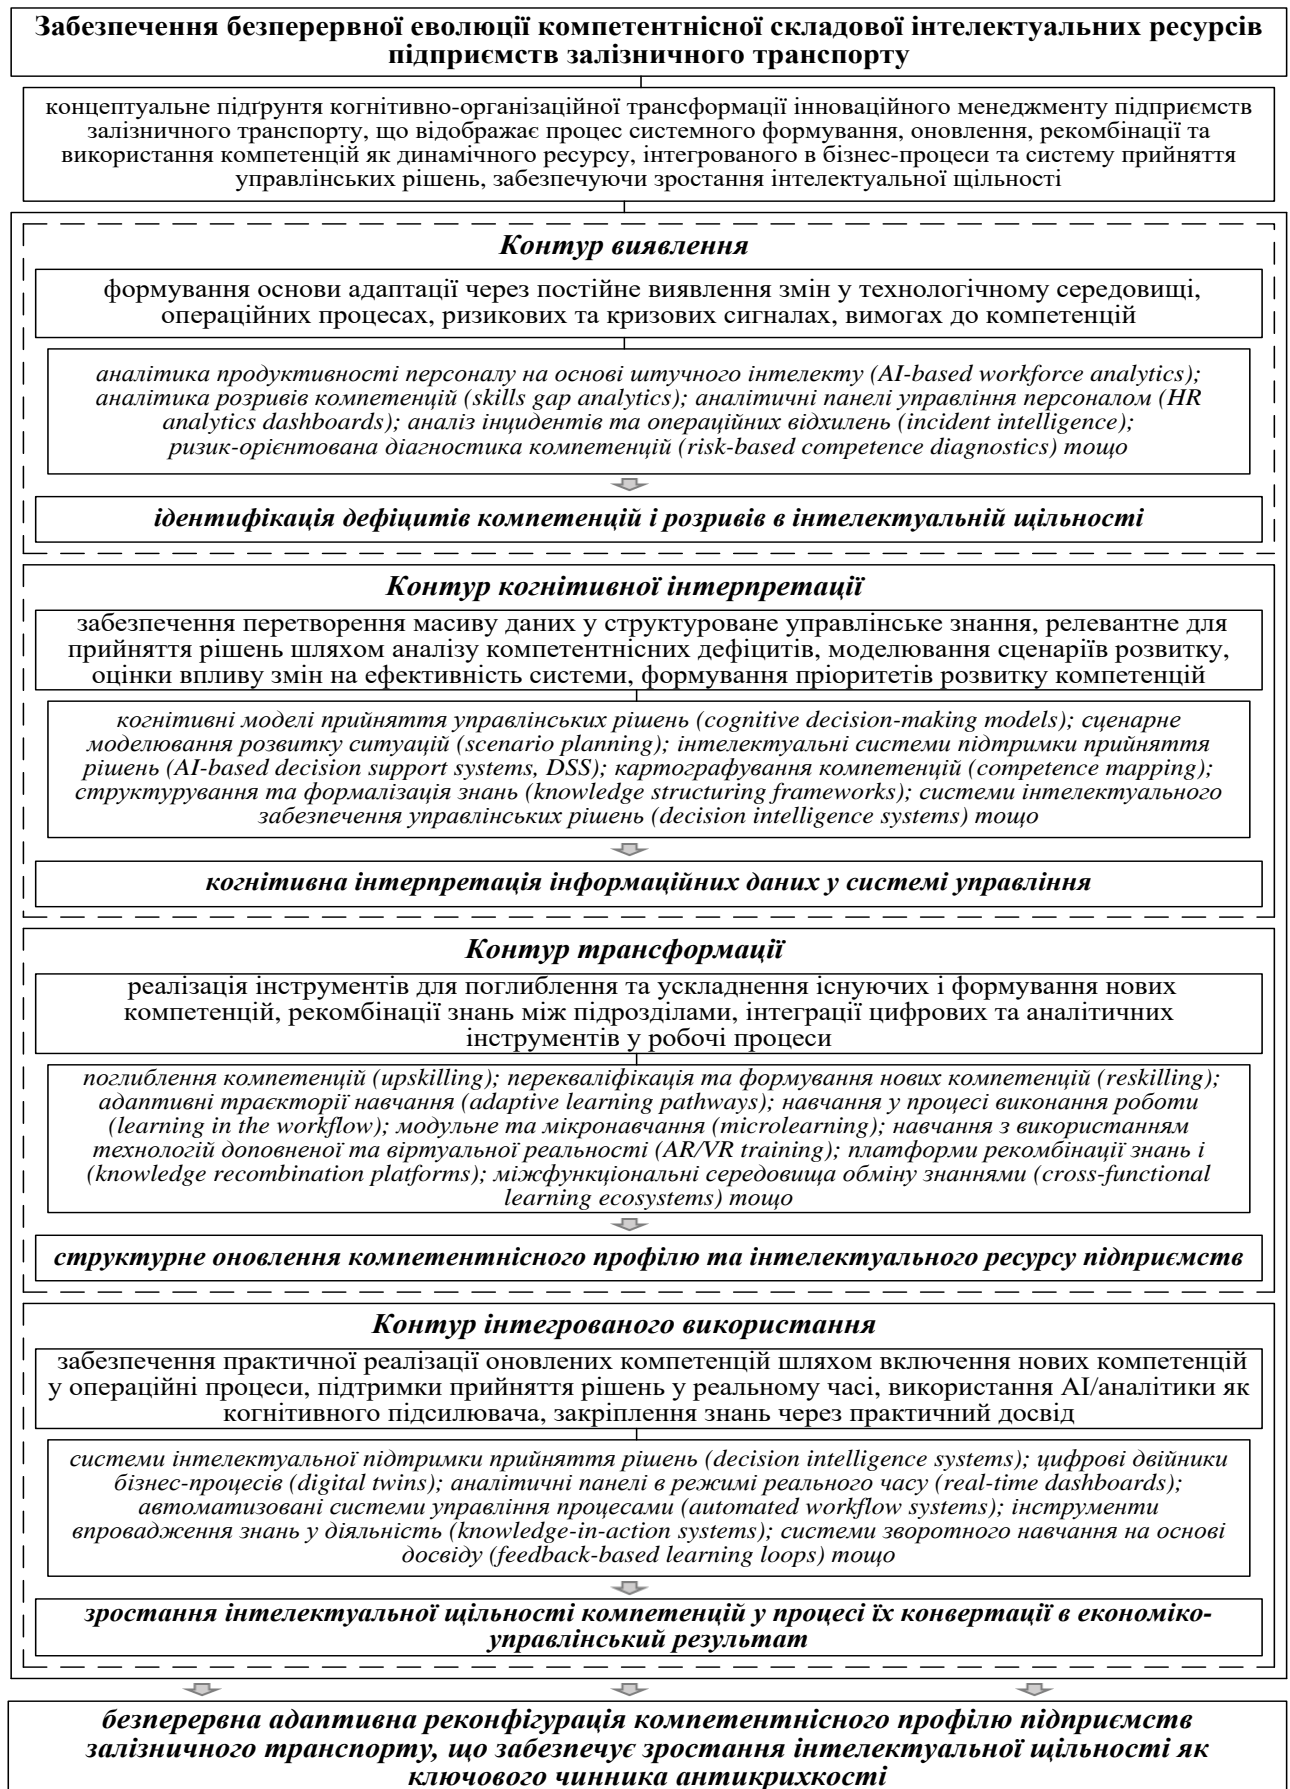 Забезпечення безперервної еволюції компетентнісної складової інтелектуальних ресурсів
підприємств залізничного транспорту
концептуальне підґрунтя когнітивно-організаційної трансформації інноваційного менеджменту підприємств
залізничного транспорту, що відображає процес системного формування, оновлення, рекомбінації та
використання компетенцій як динамічного ресурсу, інтегрованого в бізнес-процеси та систему прийняття
управлінських рішень, забезпечуючи зростання інтелектуальної щільності
Контур виявлення
формування основи адаптації через постійне виявлення змін у технологічному середовищі,
операційних процесах, ризикових та кризових сигналах, вимогах до компетенцій
аналітика продуктивності персоналу на основі штучного інтелекту (AI-based workforce analytics);
аналітика розривів компетенцій (skills gap analytics); аналітичні панелі управління персоналом (HR
analytics dashboards); аналіз інцидентів та операційних відхилень (incident intelligence);
ризик-орієнтована діагностика компетенцій (risk-based competence diagnostics) тощо
ідентифікація дефіцитів компетенцій і розривів в інтелектуальній щільності
Контур когнітивної інтерпретації
забезпечення перетворення масиву даних у структуроване управлінське знання, релевантне для
прийняття рішень шляхом аналізу компетентнісних дефіцитів, моделювання сценаріїв розвитку,
оцінки впливу змін на ефективність системи, формування пріоритетів розвитку компетенцій
когнітивні моделі прийняття управлінських рішень (cognitive decision-making models); сценарне
моделювання розвитку ситуацій (scenario planning); інтелектуальні системи підтримки прийняття
рішень (AI-based decision support systems, DSS); картографування компетенцій (competence mapping);
структурування та формалізація знань (knowledge structuring frameworks); системи інтелектуального
забезпечення управлінських рішень (decision intelligence systems) тощо
когнітивна інтерпретація інформаційних даних у системі управління
Контур трансформації
реалізація інструментів для поглиблення та ускладнення існуючих і формування нових
компетенцій, рекомбінації знань між підрозділами, інтеграції цифрових та аналітичних
інструментів у робочі процеси
поглиблення компетенцій (upskilling); перекваліфікація та формування нових компетенцій (reskilling);
адаптивні траєкторії навчання (adaptive learning pathways); навчання у процесі виконання роботи
(learning in the workflow); модульне та мікронавчання (microlearning); навчання з використанням
технологій доповненої та віртуальної реальності (AR/VR training); платформи рекомбінації знань і
(knowledge recombination platforms); міжфункціональні середовища обміну знаннями (cross-functional
learning ecosystems) тощо
структурне оновлення компетентнісного профілю та інтелектуального ресурсу підприємств
Контур інтегрованого використання
забезпечення практичної реалізації оновлених компетенцій шляхом включення нових компетенцій
у операційні процеси, підтримки прийняття рішень у реальному часі, використання AI/аналітики як
когнітивного підсилювача, закріплення знань через практичний досвід
системи інтелектуальної підтримки прийняття рішень (decision intelligence systems); цифрові двійники
бізнес-процесів (digital twins); аналітичні панелі в режимі реального часу (real-time dashboards);
автоматизовані системи управління процесами (automated workflow systems); інструменти
впровадження знань у діяльність (knowledge-in-action systems); системи зворотного навчання на основі
досвіду (feedback-based learning loops) тощо
зростання інтелектуальної щільності компетенцій у процесі їх конвертації в економіко-
управлінський результат
безперервна адаптивна реконфігурація компетентнісного профілю підприємств
залізничного транспорту, що забезпечує зростання інтелектуальної щільності як
ключового чинника антикрихкості